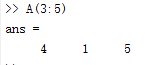 >> A(3:5)
ans =
4 1 5